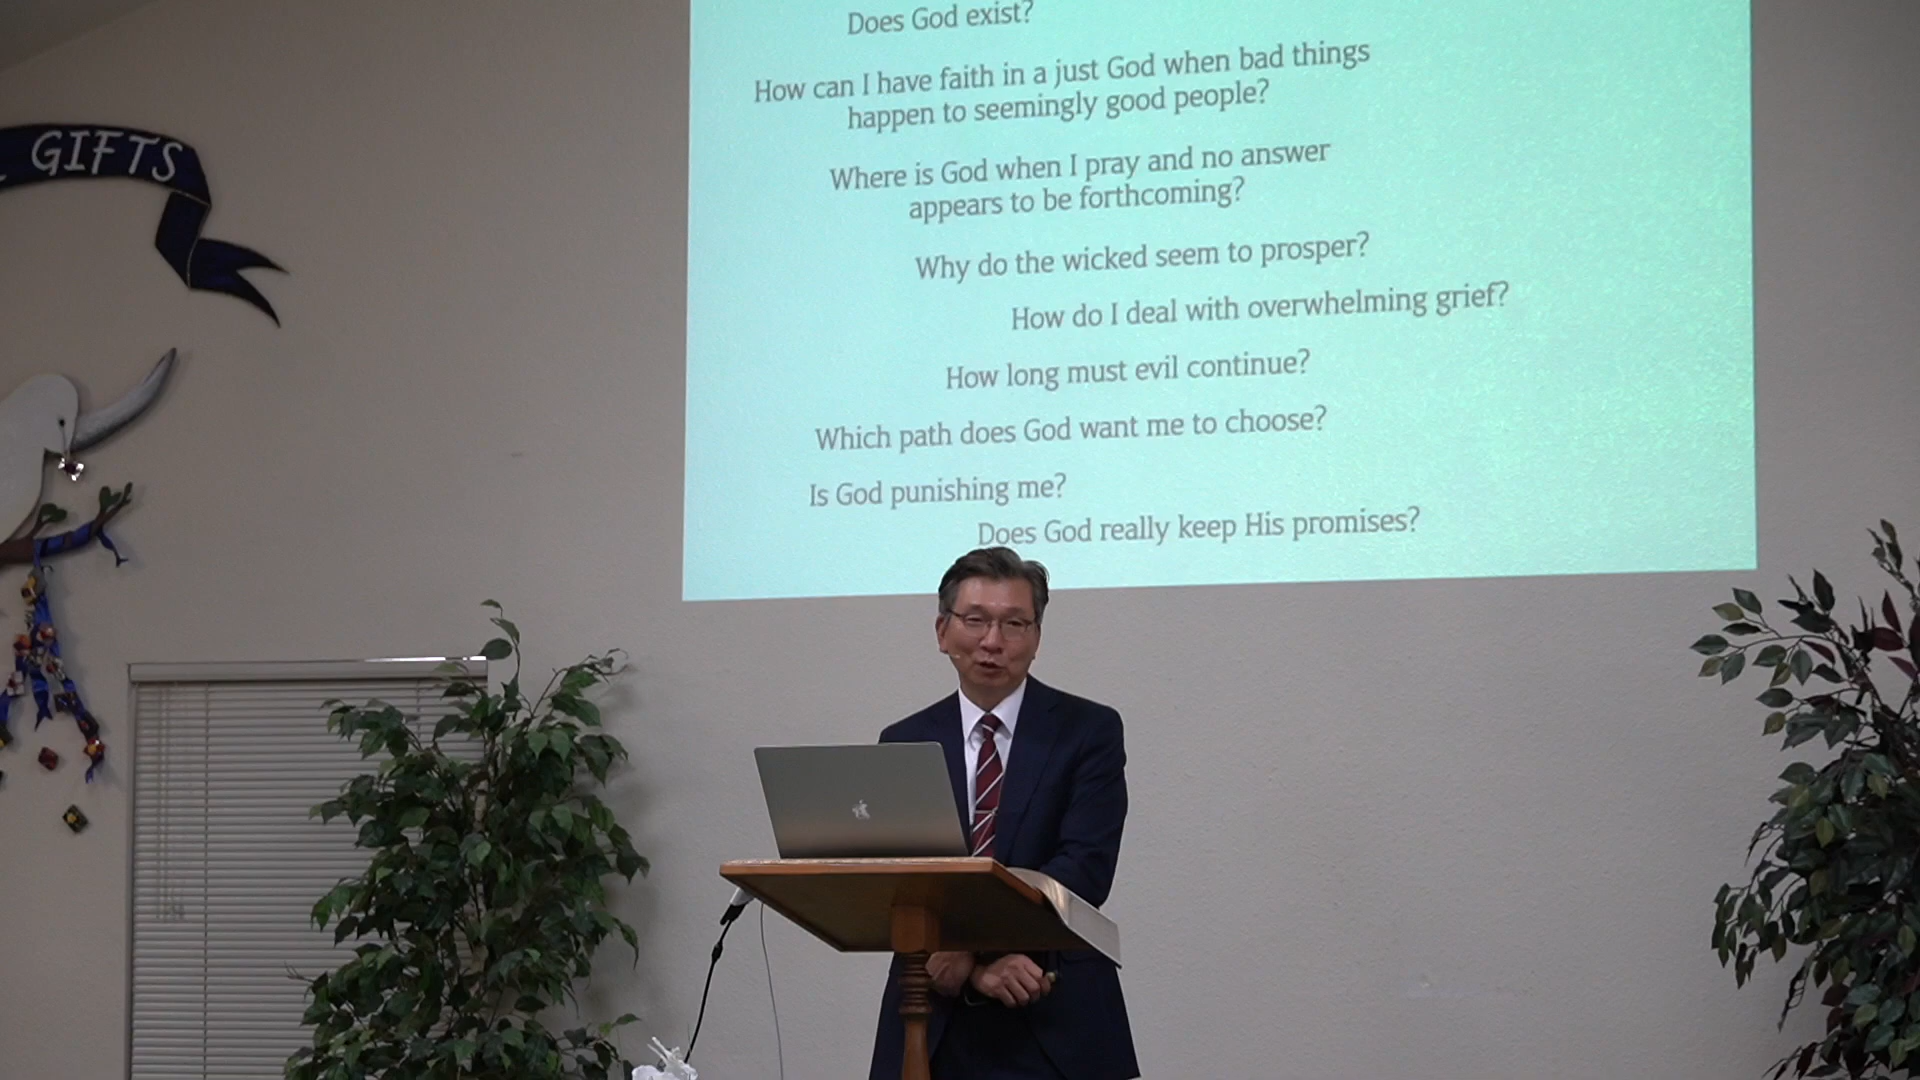 GIFTS
Does God exist?
How can I have faith in a just God when bad things
happen to seemingly good people?
Where is God when I pray and no answer
appears to be forthcoming?
Why do the wicked seem to prosper?
How do I deal with overwhelming grief?
How long must evil continue?
Which path does God want me to choose?
Is God punishing me?
Does God really keep His promises?